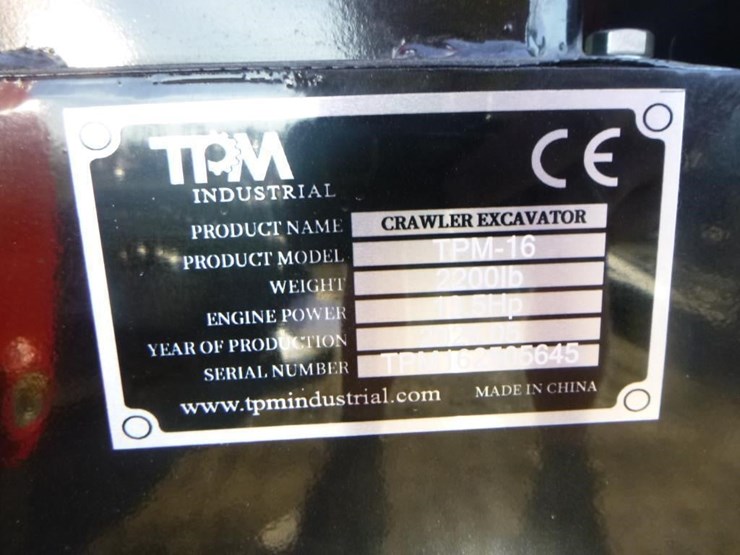 TPM
INDUSTRIAL
CE
PRODUCT NAME CRAWLER EXCAVATOR
PRODUCT MODEL TPM-16
WEIGHT 2200lb
ENGINE POWER
YEAR OF PRODUCTION
SERIAL NUMBER
www.tpmindustrial.com MADE IN CHINA